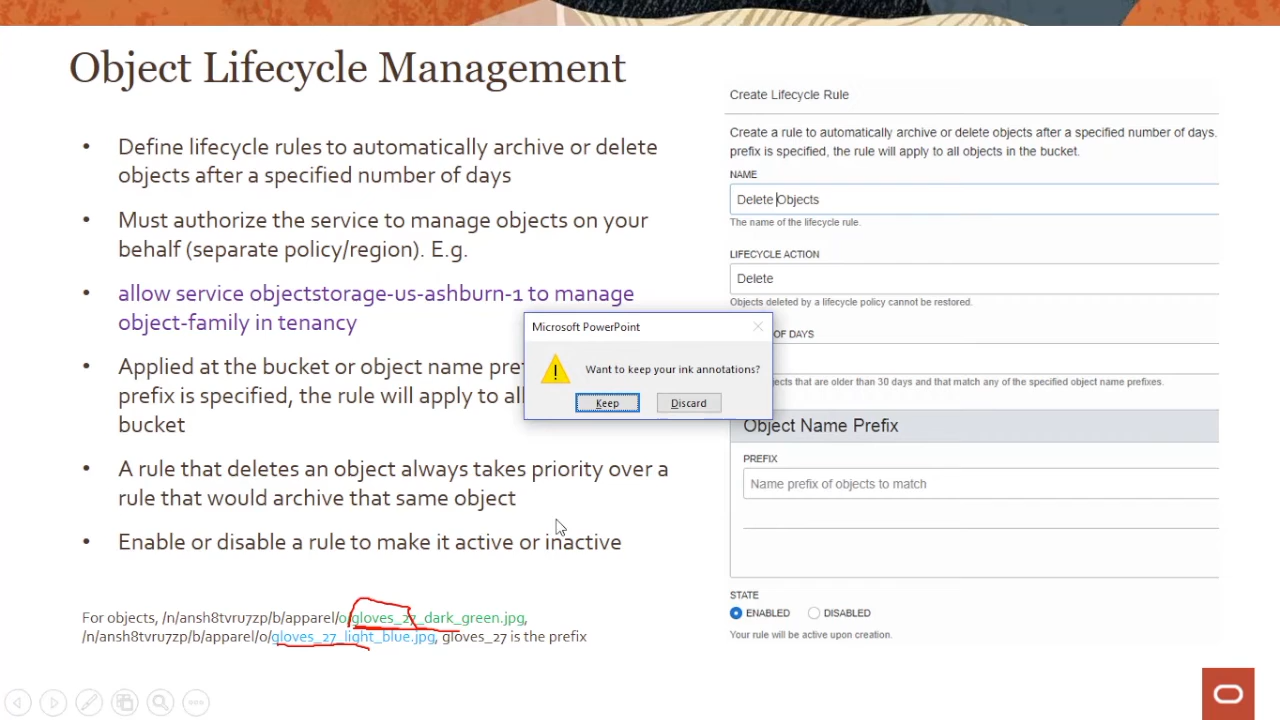 Object Lifecycle Management
• Define lifecycle rules to automatically archive or delete
objects after a specified number of days
• Must authorize the service to manage objects on your
behalf (separate policy/region). E.g.
• allow service objectstorage-us-ashburn-1 to manage
object-family in tenancy
• Applied at the bucket or object name pref
prefix is specified, the rule will apply to all
bucket
• A rule that deletes an object always takes priority over a
rule that would archive that same object
• Enable or disable a rule to make it active or inactive
For objects, /n/ansh8tvru7zp/b/apparel/o/gloves_27_dark_green.jpg,
/n/ansh8tvru7zp/b/apparel/o/gloves_27_light_blue.jpg, gloves_27 is the prefix
Create Lifecycle Rule
Create a rule to automatically archive or delete objects after a specified number of days.
prefix is specified, the rule will apply to all objects in the bucket.
NAME
Delete Objects
The name of the lifecycle rule.
LIFECYCLE ACTION
Delete
Objects deleted by a lifecycle policy cannot be restored.
OF DAYS
jects that are older than 30 days and that match any of the specified object name prefixes.
Object Name Prefix
PREFIX
Name prefix of objects to match
STATE
ENABLED DISABLED
Your rule will be active upon creation.
Microsoft PowerPoint
Want to keep your ink annotations?
Keep Discard